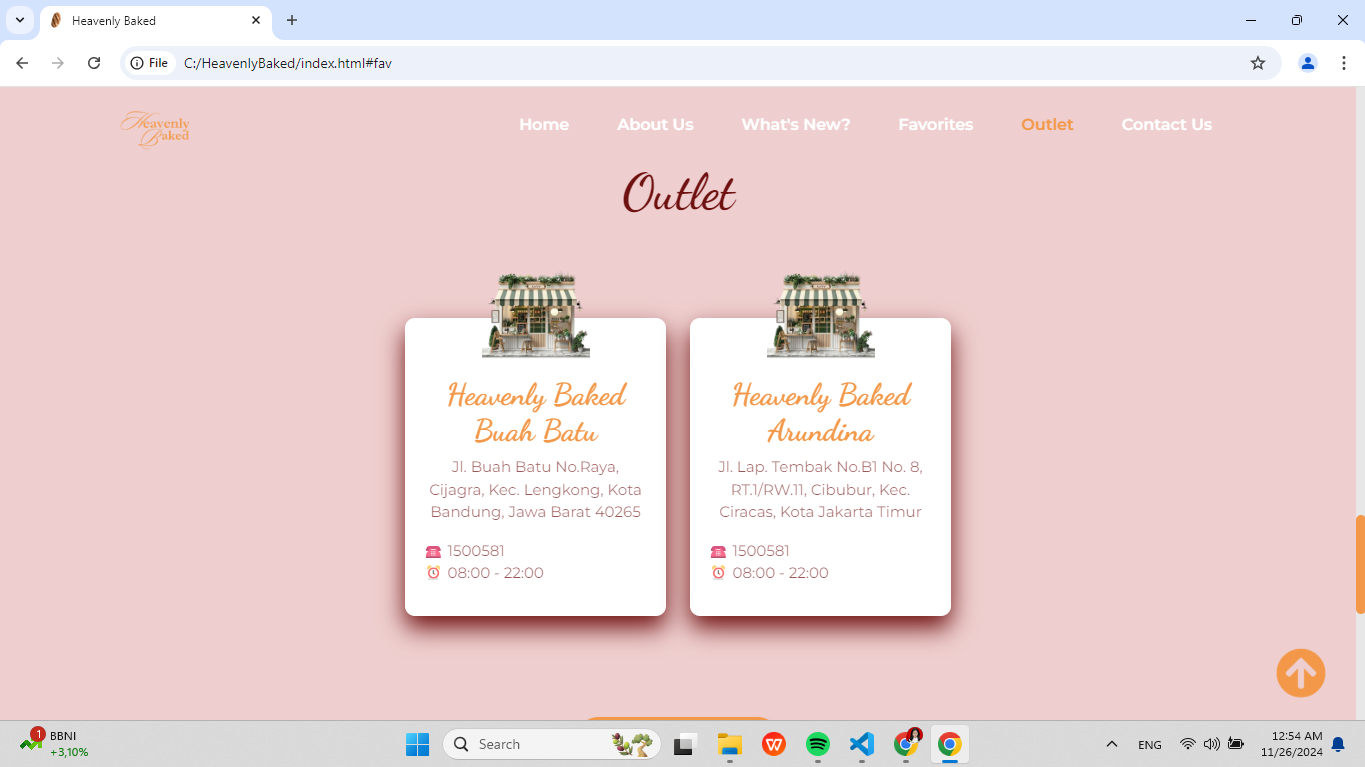 Heavenly Baked
File
C:/HeavenlyBaked/index.html#fav
Heavenly
Baked
Home About Us What's New? Favorites Outlet Contact Us
Outlet
Heavenly Baked
Buah Batu
Jl. Buah Batu No.Raya,
Cijagra, Kec. Lengkong, Kota
Bandung, Jawa Barat 40265
1500581
08:00 - 22:00
Heavenly Baked
Arundina
Jl. Lap. Tembak No.B1 No. 8,
RT.1/RW.11, Cibubur, Kec.
Ciracas, Kota Jakarta Timur
1500581
08:00 - 22:00
1
BBNI
+3,10%
Search
W
ENG
12:54 AM
11/26/2024